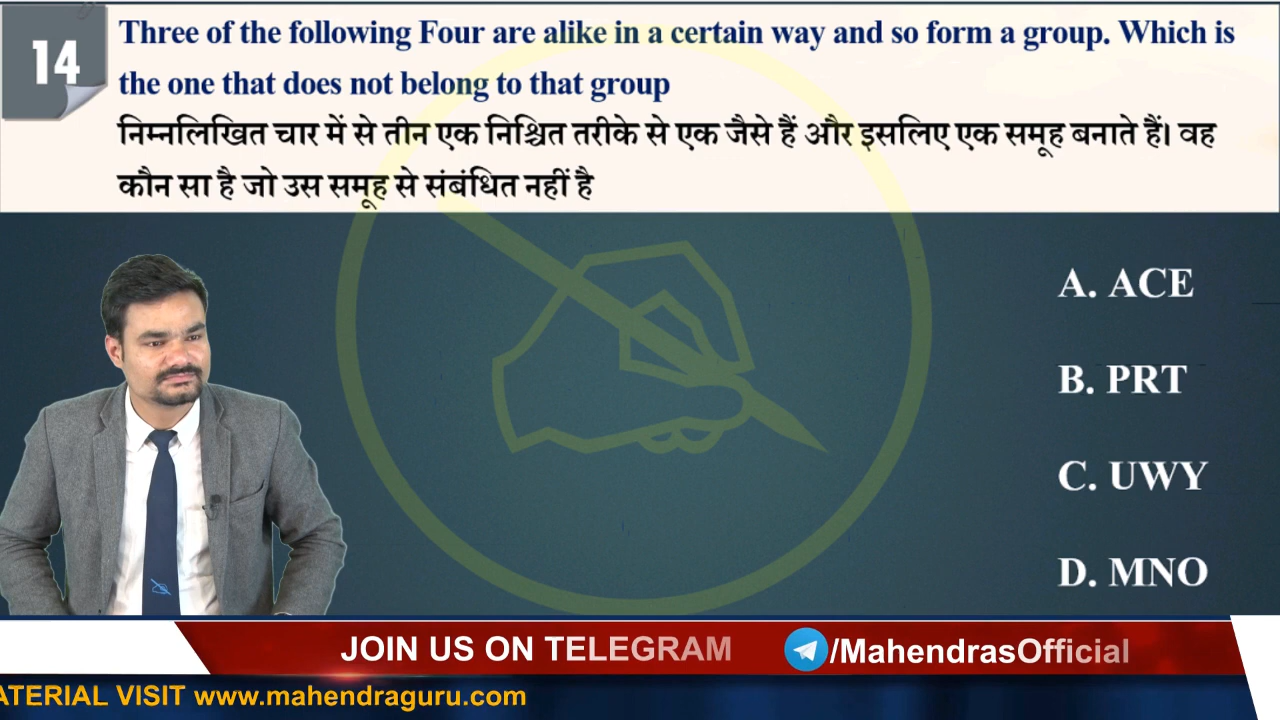 14
Three of the following Four are alike in a certain way and so form a group. Which is
the one that does not belong to that group
निम्नलिखित चार में से तीन एक निश्चित तरीके से एक जैसे हैं और इसलिए एक समूह बनाते हैं। वह
कौन सा है जो उस समूह से संबंधित नहीं है
A. ACE
B. PRT
C. UWY
D. MNO
JOIN US ON TELEGRAM /MahendrasOfficial
ATERIAL VISIT www.mahendraguru.com